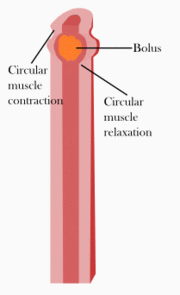 Bolus
Circular
muscle
contraction
Circular
muscle
relaxation